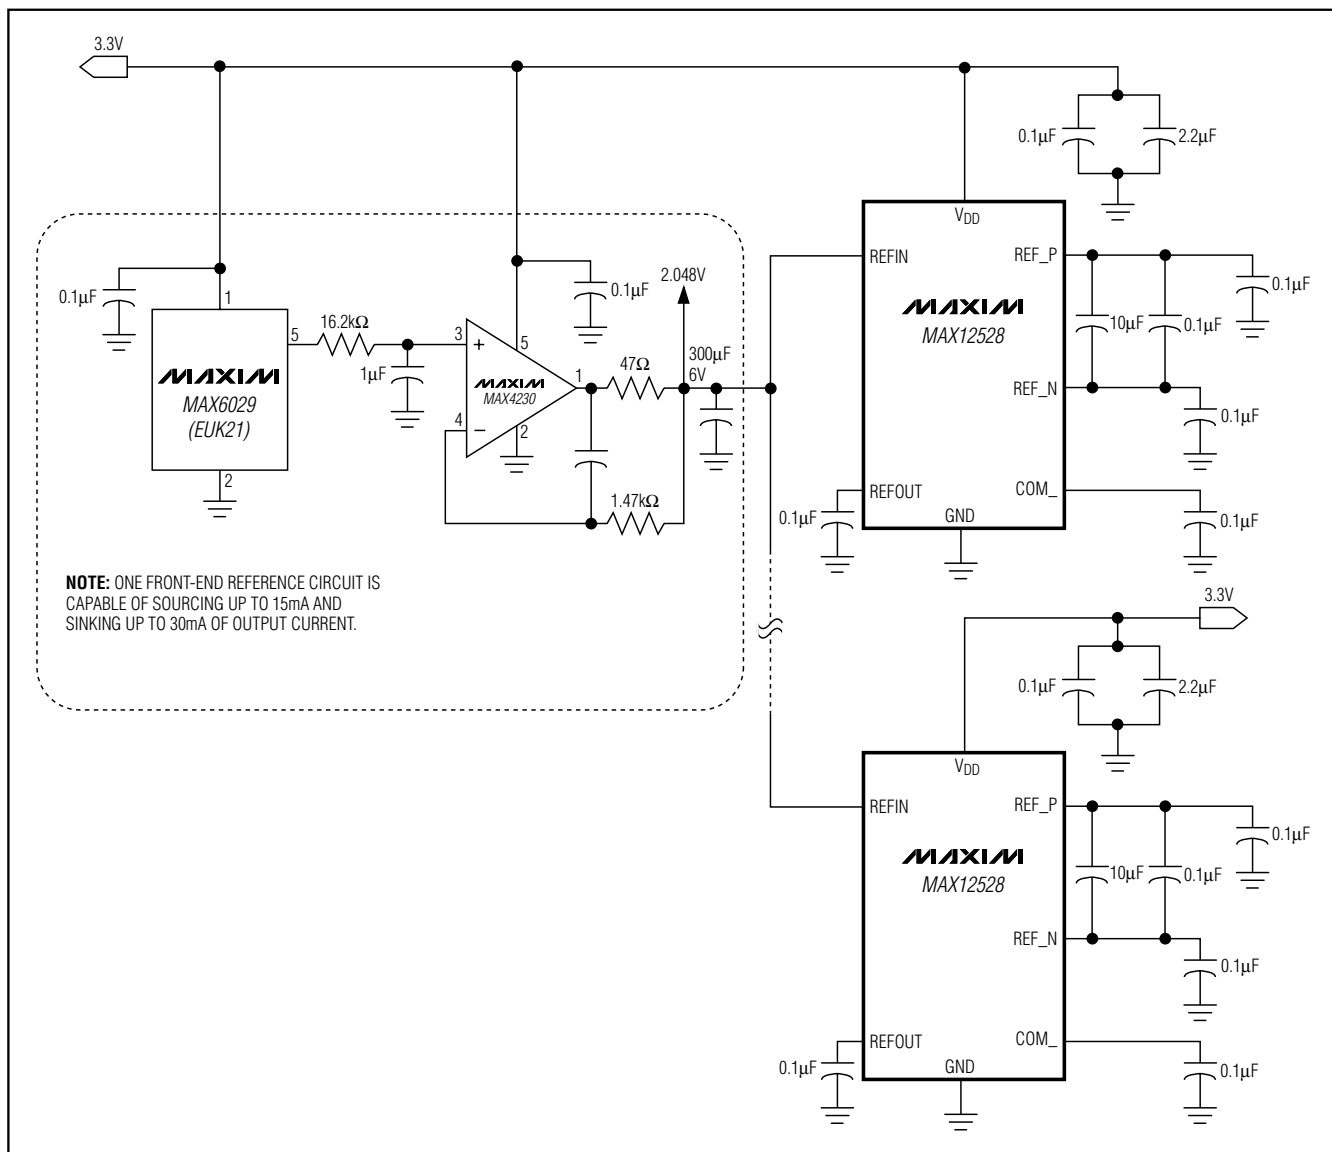 3.3V
0.1µF
2.2µF
VDD
REFIN
REF_P
0.1µF
MAXIM
MAX12528
10µF
0.1µF
REF_N
0.1µF
REFOUT
COM_
0.1µF
GND
0.1µF
0.1µF
1
5
MAXIM
MAX6029
(EUK21)
2
16.2kΩ
1µF
3
+
5
0.1µF
MAXIM
MAX4230
1
4
−
2
47Ω
1.47kΩ
2.048V
300µF
6V
NOTE: ONE FRONT-END REFERENCE CIRCUIT IS
CAPABLE OF SOURCING UP TO 15mA AND
SINKING UP TO 30mA OF OUTPUT CURRENT.
3.3V
0.1µF
2.2µF
VDD
REFIN
REF_P
0.1µF
MAXIM
MAX12528
10µF
0.1µF
REF_N
0.1µF
REFOUT
COM_
0.1µF
GND
0.1µF